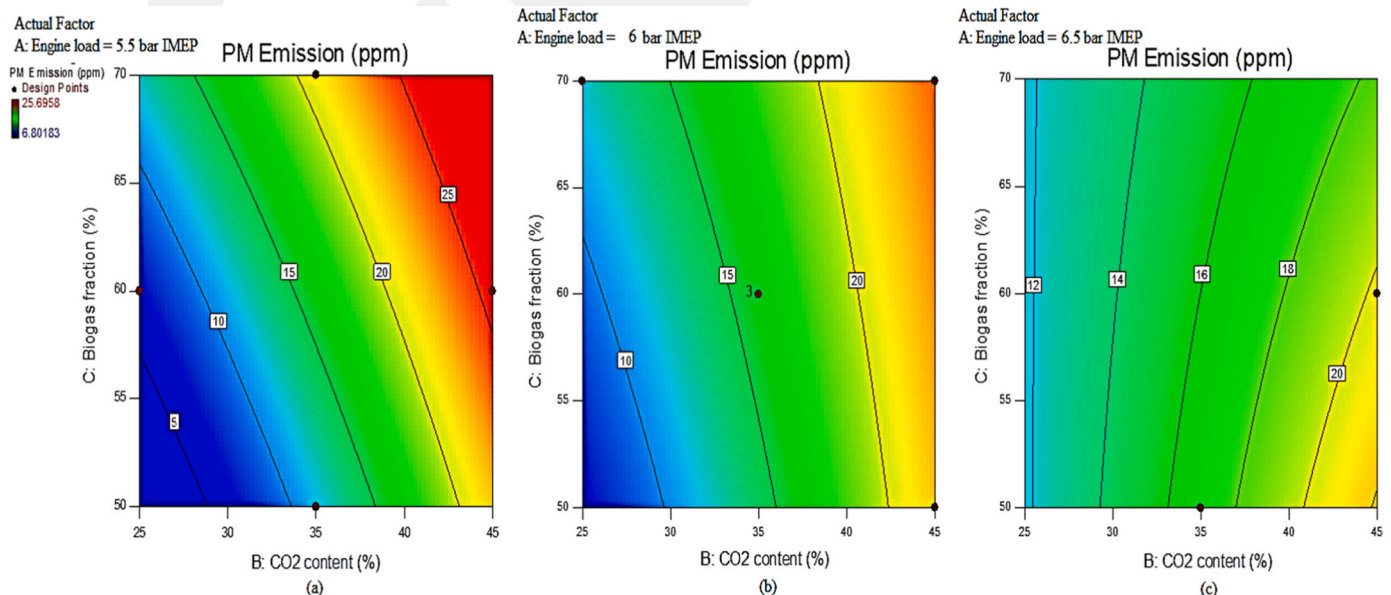 Actual Factor
A: Engine load = 5.5 bar IMEP
PM Emission (ppm)
PM Emission (ppm)
Design Points
25.6958
6.80183
70
65
60
55
50
C: Biogas fraction (%)
5
10
15
20
25
25 30 35 40 45
B: CO2 content (%)
(a)
Actual Factor
A: Engine load = 6 bar IMEP
PM Emission (ppm)
70
65
60
55
50
C: Biogas fraction (%)
10
15
3
20
25 30 35 40 45
B: CO2 content (%)
(b)
Actual Factor
A: Engine load = 6.5 bar IMEP
PM Emission (ppm)
70
65
60
55
50
C: Biogas fraction (%)
12
14
16
18
20
25 30 35 40 45
B: CO2 content (%)
(c)